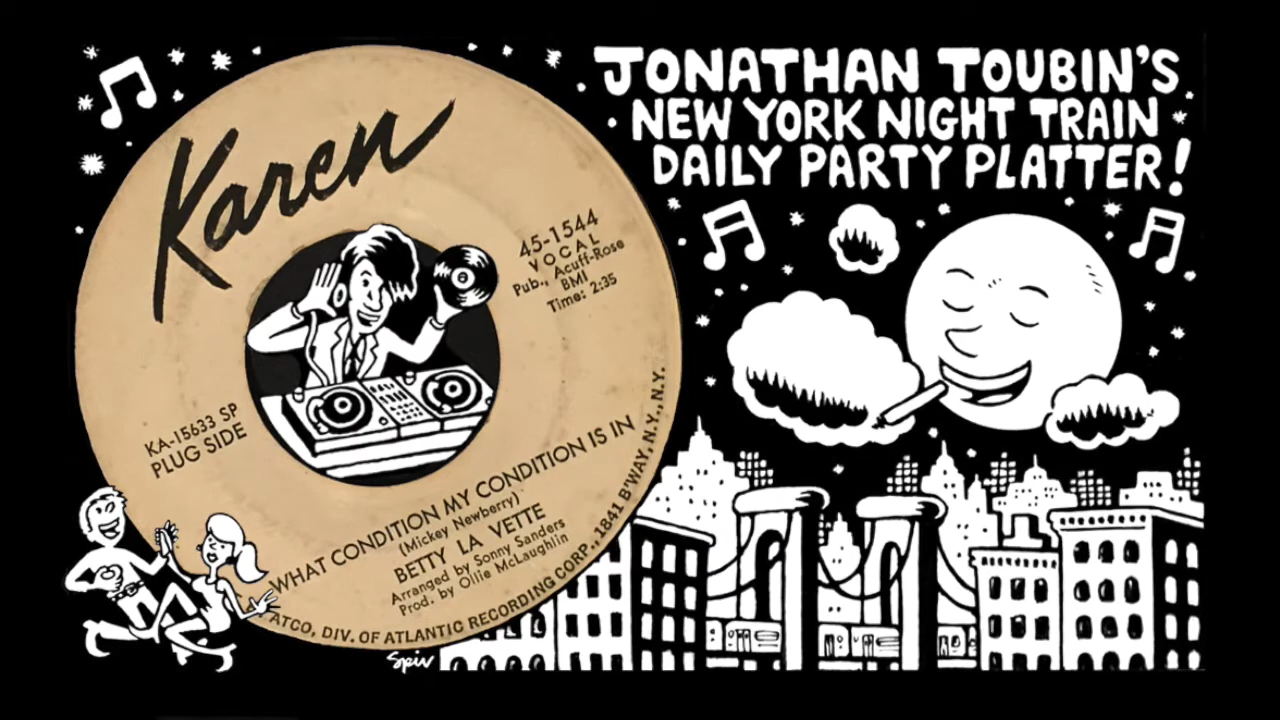 JONATHAN TOUBIN'S
NEW YORK NIGHT TRAIN
DAILY PARTY PLATTER!
Karen
45-1544
VOCAL
Pub., Acuff-Rose
BMI
Time: 2:35
KA-15633 SP
PLUG SIDE
WHAT CONDITION MY CONDITION IS IN
(Mickey Newberry)
BETTY LA VETTE
Arranged by Sonny Sanders
Prod. by Ollie McLaughlin
ATCO, DIV. OF ATLANTIC RECORDING CORP., 1841 B'WAY, N.Y., N.Y.
Spiv